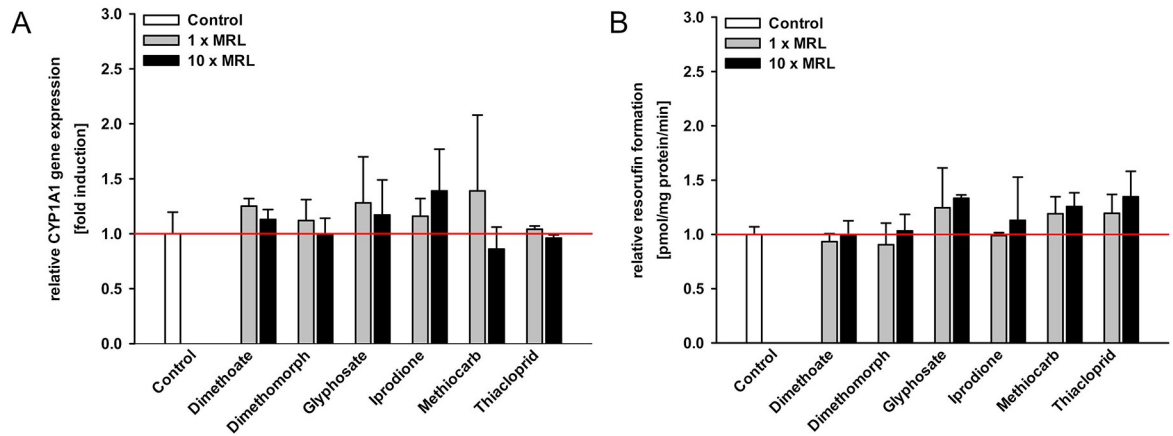 A
relative CYP1A1 gene expression
[fold induction]
3.0
2.5
2.0
1.5
1.0
0.5
0.0
Control
1 x MRL
10 x MRL
Control
Dimethoate
Dimethomorph
Glyphosate
Iprodione
Methiocarb
Thiacloprid
B
relative resorufin formation
[pmol/mg protein/min]
3.0
2.5
2.0
1.5
1.0
0.5
0.0
Control
1 x MRL
10 x MRL
Control
Dimethoate
Dimethomorph
Glyphosate
Iprodione
Methiocarb
Thiacloprid